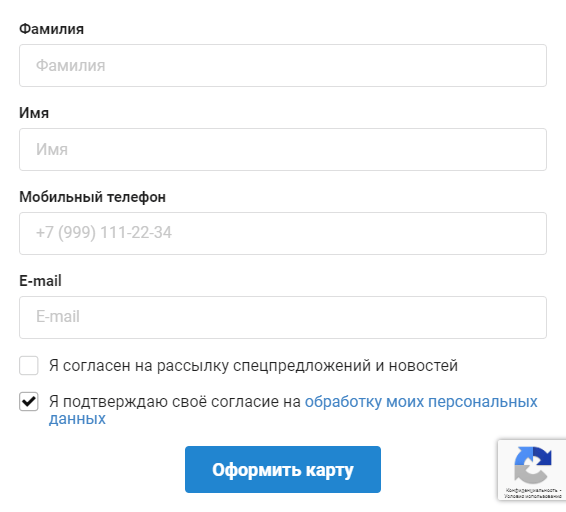 Фамилия
Фамилия
Имя
Имя
Мобильный телефон
+7 (999) 111-22-34
E-mail
E-mail
Я согласен на рассылку спецпредложений и новостей
Я подтверждаю своё согласие на обработку моих персональных
данных
Оформить карту
Конфиденциальность -
Условия использования